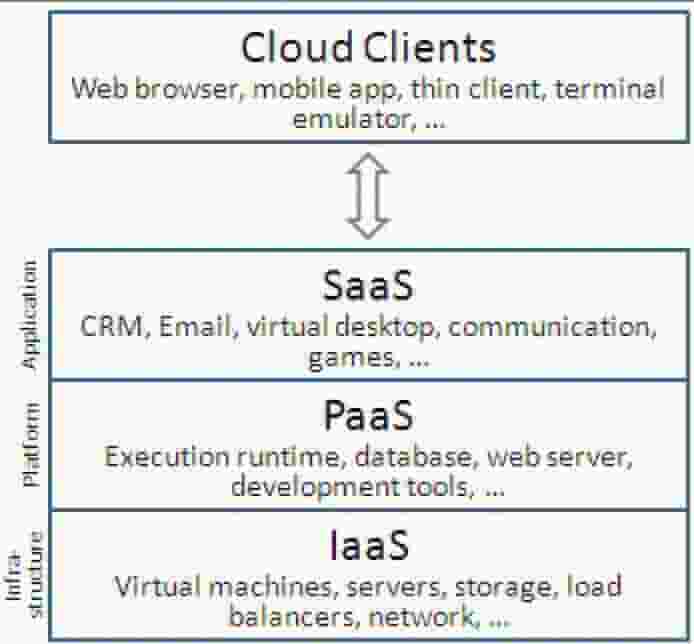 Cloud Clients
Web browser, mobile app, thin client, terminal
emulator, ...
Application
SaaS
CRM, Email, virtual desktop, communication,
games, ...
Platform
PaaS
Execution runtime, database, web server,
development tools, ...
Infra-
structure
IaaS
Virtual machines, servers, storage, load
balancers, network, ...